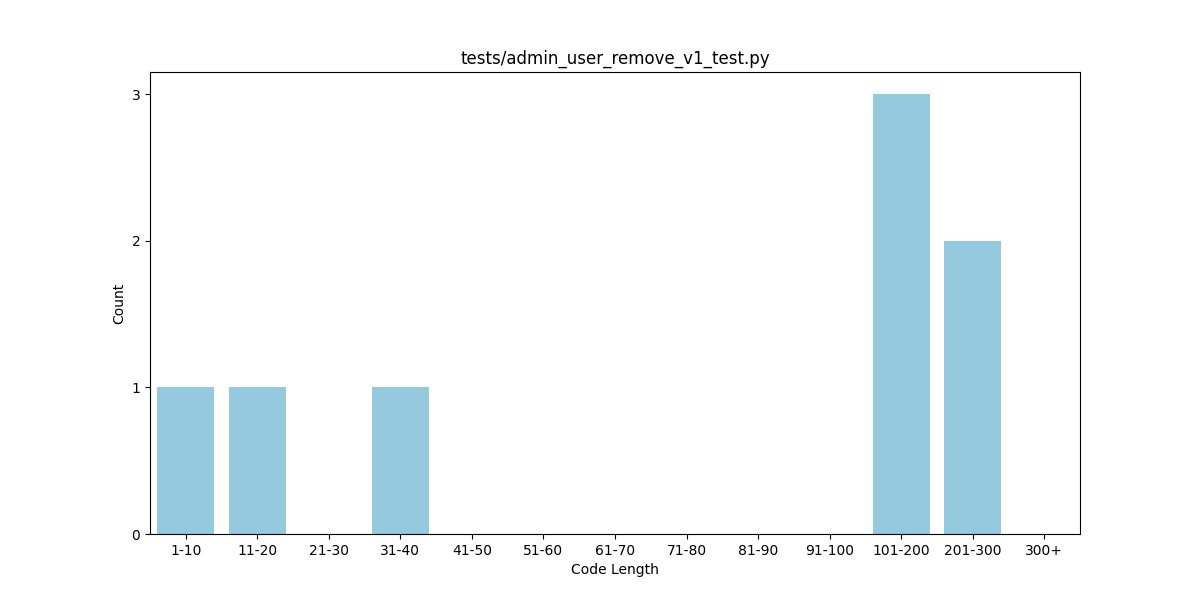 tests/admin_user_remove_v1_test.py
3
2
1
0
Count
1-10 11-20 21-30 31-40 41-50 51-60 61-70 71-80 81-90 91-100 101-200 201-300 300+
Code Length